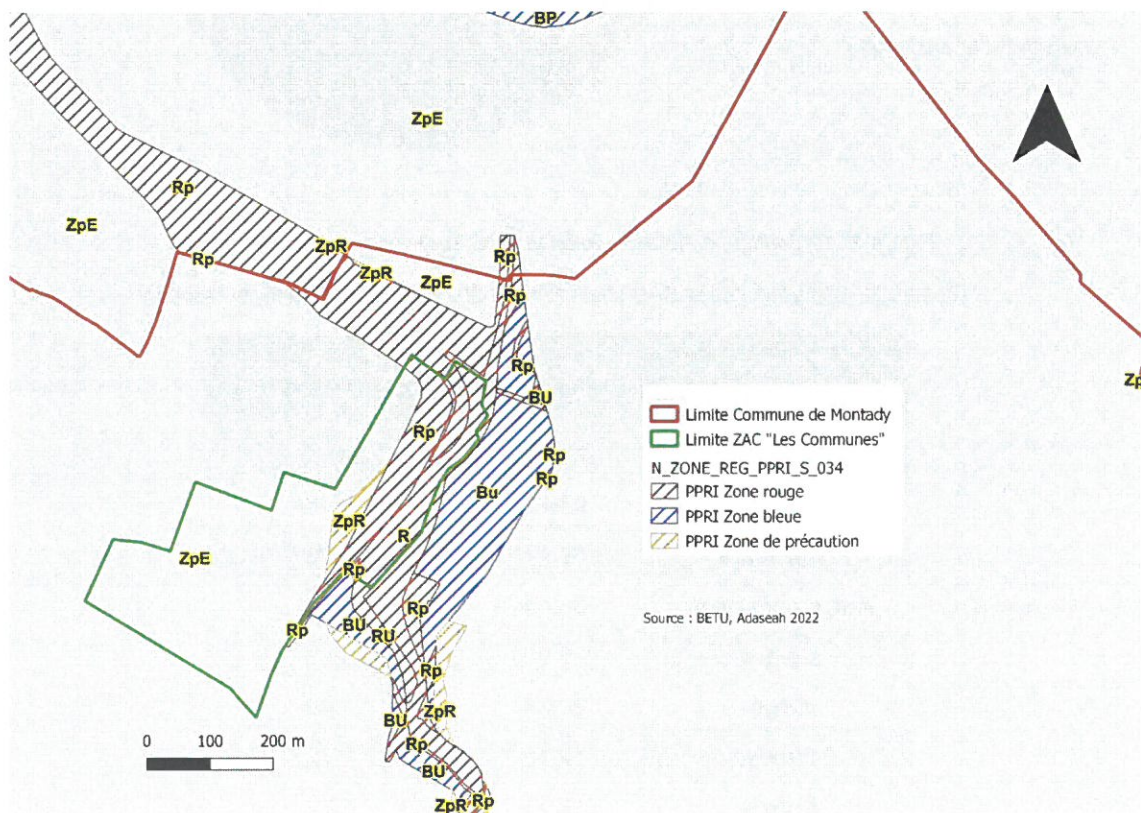 BP
ZpE
Rp
ZpE
Rp
ZpR
ZpR
ZpE
Rp
Rp
Rp
BU
Zp
Limite Commune de Montady
Limite ZAC "Les Communes"
N_ZONE_REG_PPRI_S_034
PPRI Zone rouge
PPRI Zone bleue
PPRI Zone de précaution
Rp
Rp
Rp
Bu
ZpR
R
ZpE
Rp
Rp
Source : BETU, Adaseah 2022
Rp
BU
RU
Rp
ZpR
BU
Rp
BU
ZpR
Rp
0 100 200 m